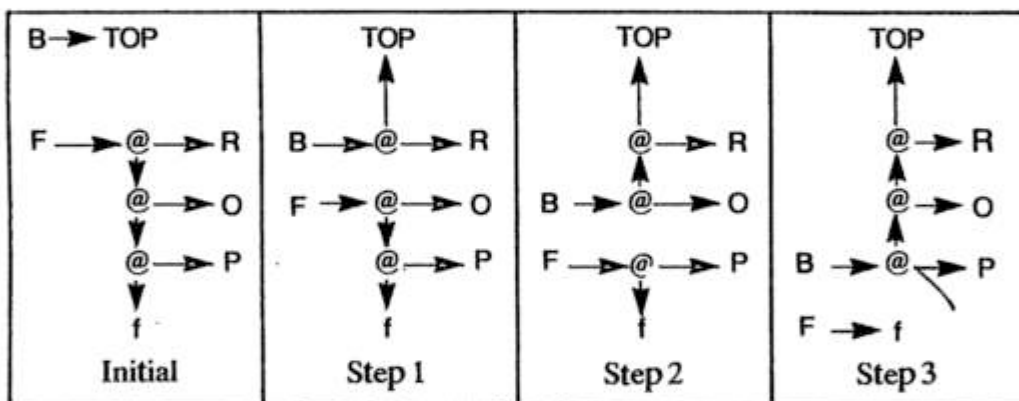 B TOP
F @ R
@ O
@ P
f
Initial
TOP
B @ R
F @ O
@ P
f
Step 1
TOP
@ R
B @ O
F @ P
f
Step 2
TOP
@ R
@ O
B @ P
F f
Step 3